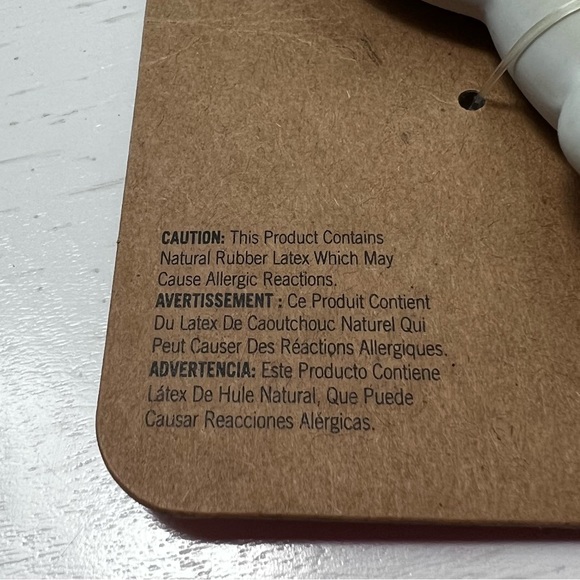 CAUTION: This Product Contains
Natural Rubber Latex Which May
Cause Allergic Reactions.
AVERTISSEMENT : Ce Produit Contient
Du Latex De Caoutchouc Naturel Qui
Peut Causer Des Réactions Allergiques.
ADVERTENCIA: Este Producto Contiene
Látex De Hule Natural, Que Puede
Causar Reacciones Alérgicas.